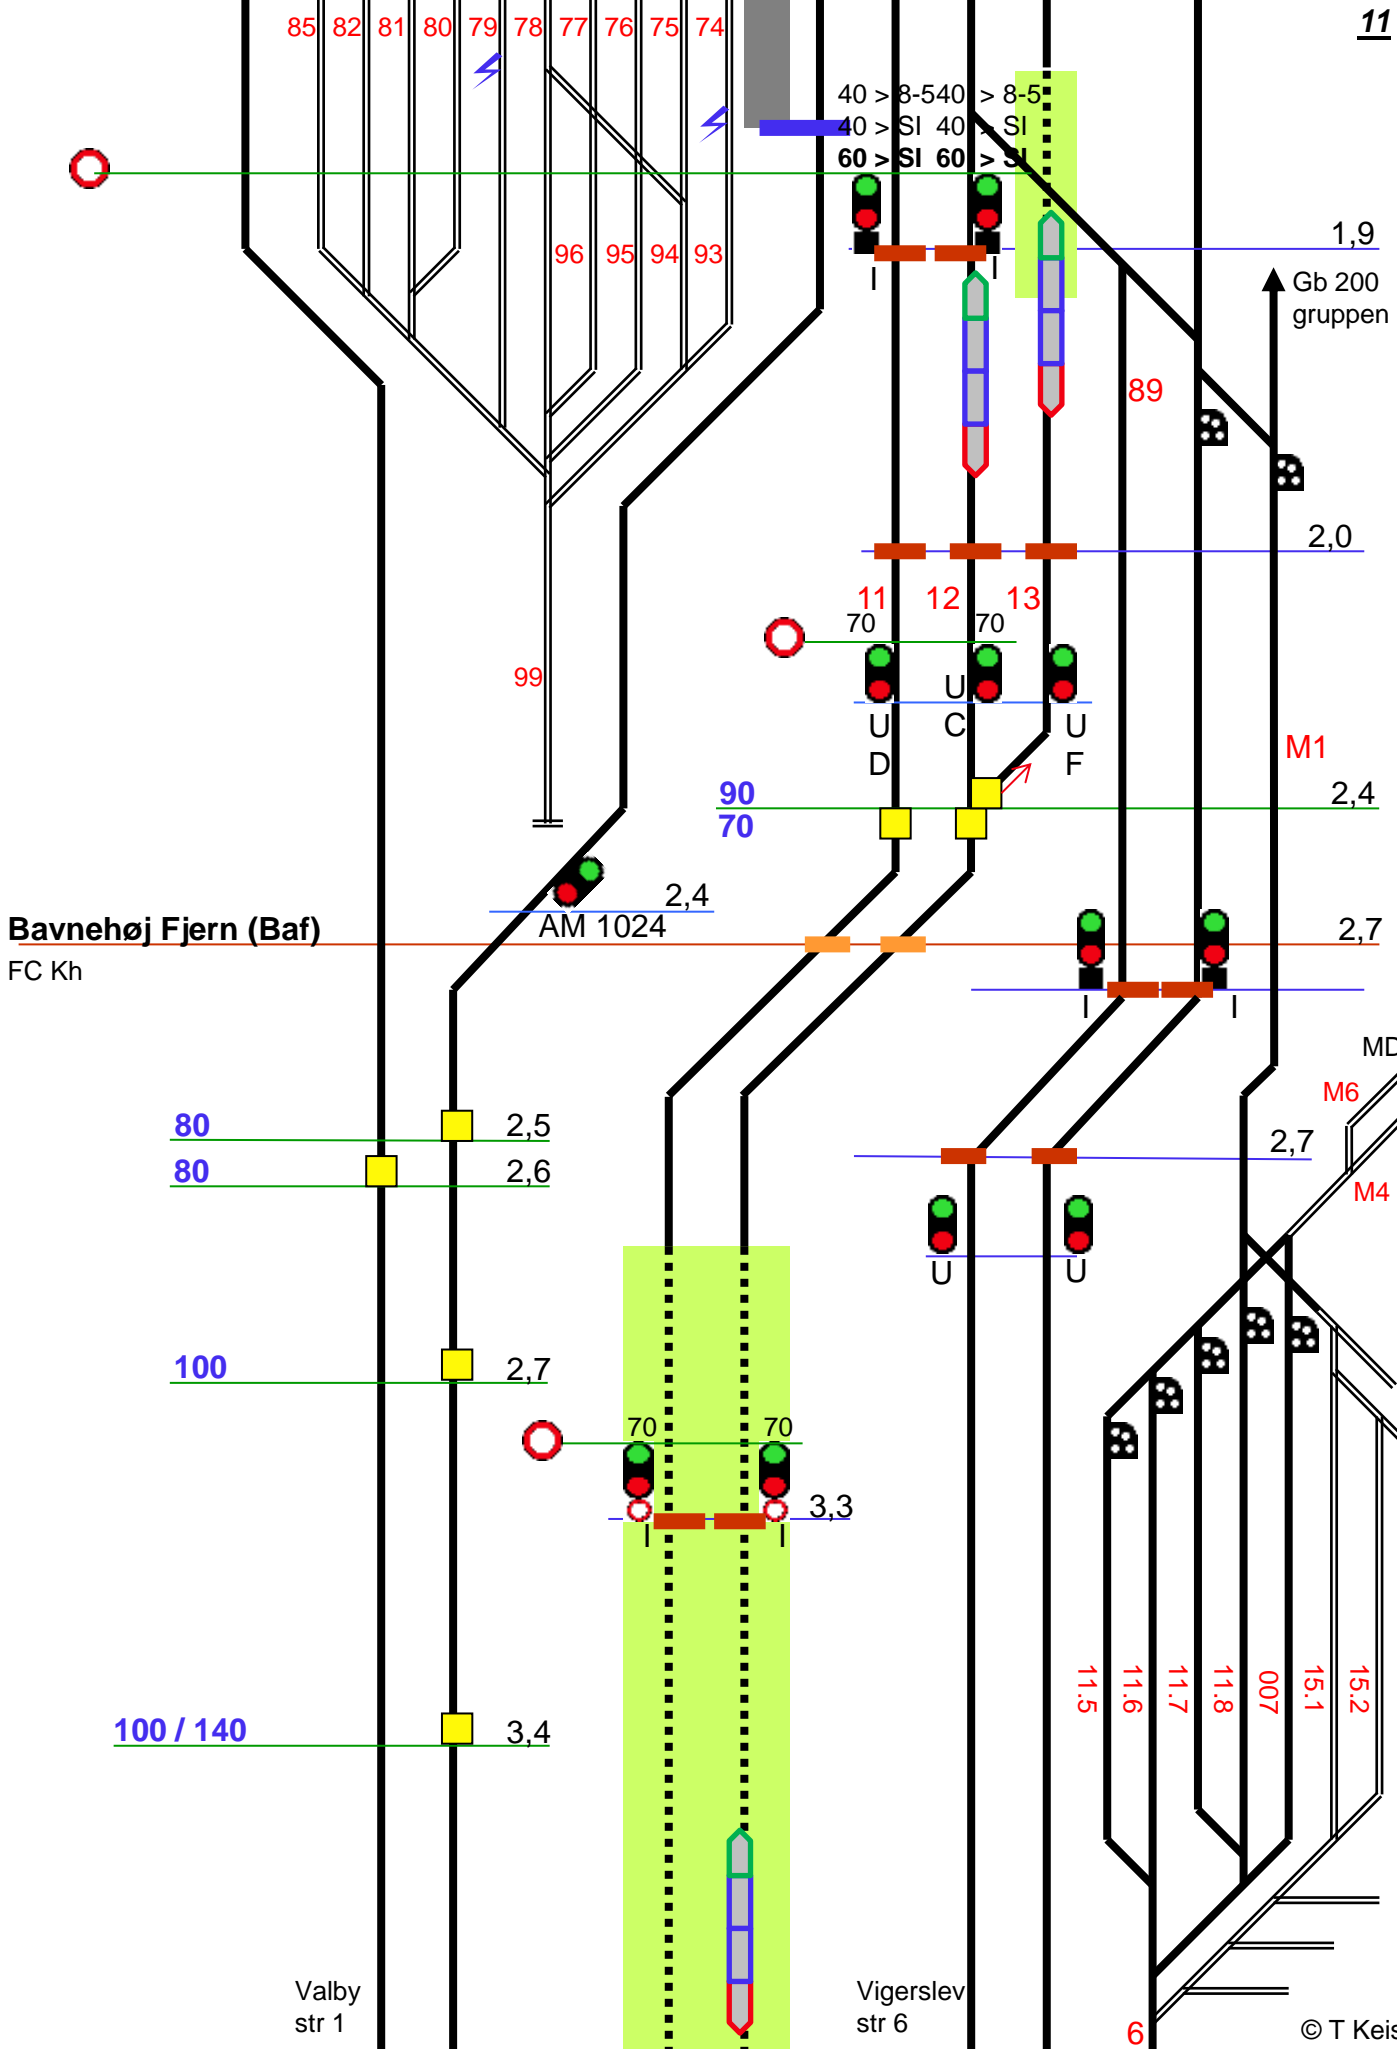 11
85 82 81 80 79 78 77 76 75 74
40 > 8-5 40 > 8-5
40 > SI 40 > SI
60 > SI 60 > SI
1,9
96 95 94 93
I I
Gb 200
gruppen
89
2,0
11 12 13
70 70
99
U
D
U
C
U
F
M1
90
70
2,4
2,4
AM 1024
Bavnehøj Fjern (Baf)
2,7
FC Kh
I I
MD
M6
80 2,5
2,7
80 2,6
M4
U U
100 2,7
70 70
3,3
I I
11.5
11.6
11.7
11.8
007
15.1
15.2
100 / 140 3,4
Valby
str 1
Vigerslev
str 6
6
© T Keis